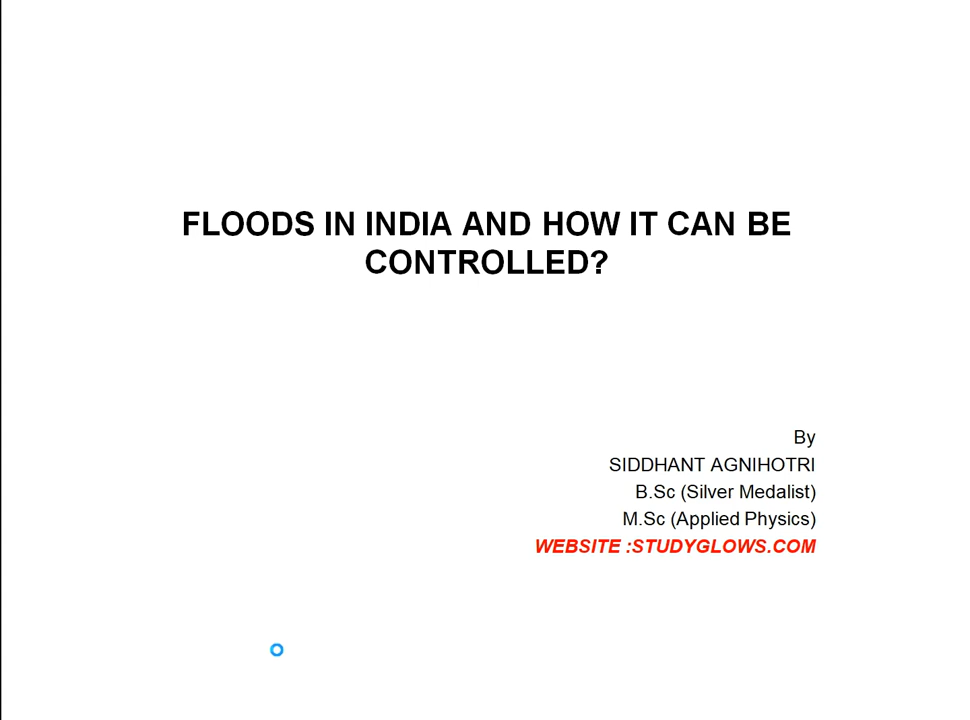 FLOODS IN INDIA AND HOW IT CAN BE
CONTROLLED?
By
SIDDHANT AGNIHOTRI
B.Sc (Silver Medalist)
M.Sc (Applied Physics)
WEBSITE :STUDYGLOWS.COM